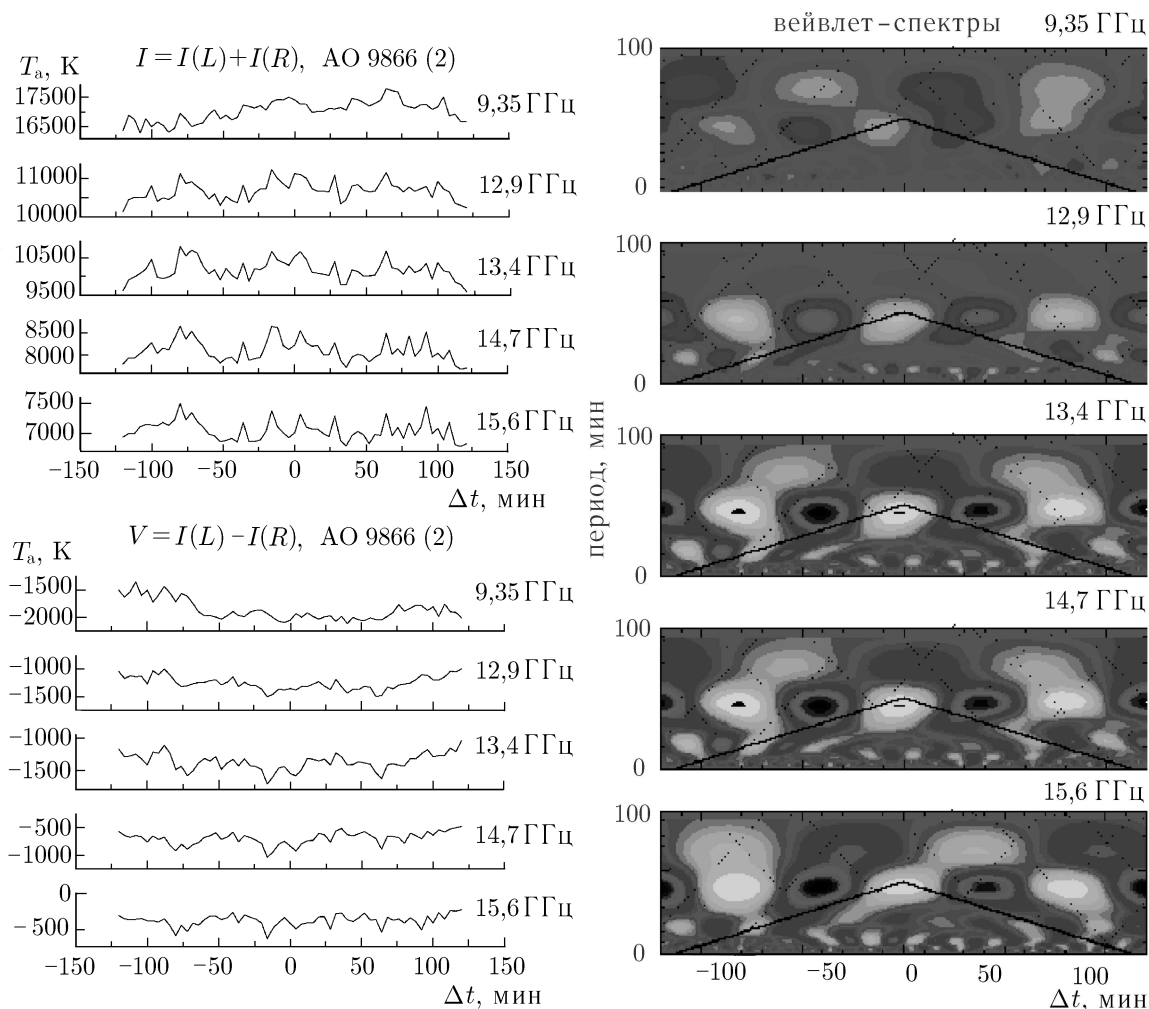 I = I(L)+I(R), АО 9866 (2)
Tа, К
17500
16500
9,35 ГГц
11000
10000
12,9 ГГц
10500
9500
13,4 ГГц
8500
8000
14,7 ГГц
7500
7000
15,6 ГГц
−150 −100 −50 0 50 100 150
Δt, мин
V = I(L) −I(R), АО 9866 (2)
Tа, К
−1500
−2000
9,35 ГГц
−1000
−1500
12,9 ГГц
−1000
−1500
13,4 ГГц
−500
−1000
14,7 ГГц
0
−500
15,6 ГГц
−150 −100 −50 0 50 100 150
Δt, мин
вейвлет–спектры 9,35 ГГц
100
0
12,9 ГГц
100
0
13,4 ГГц
100
0
14,7 ГГц
100
0
15,6 ГГц
100
0
период, мин
−100 −50 0 50 100
Δt, мин